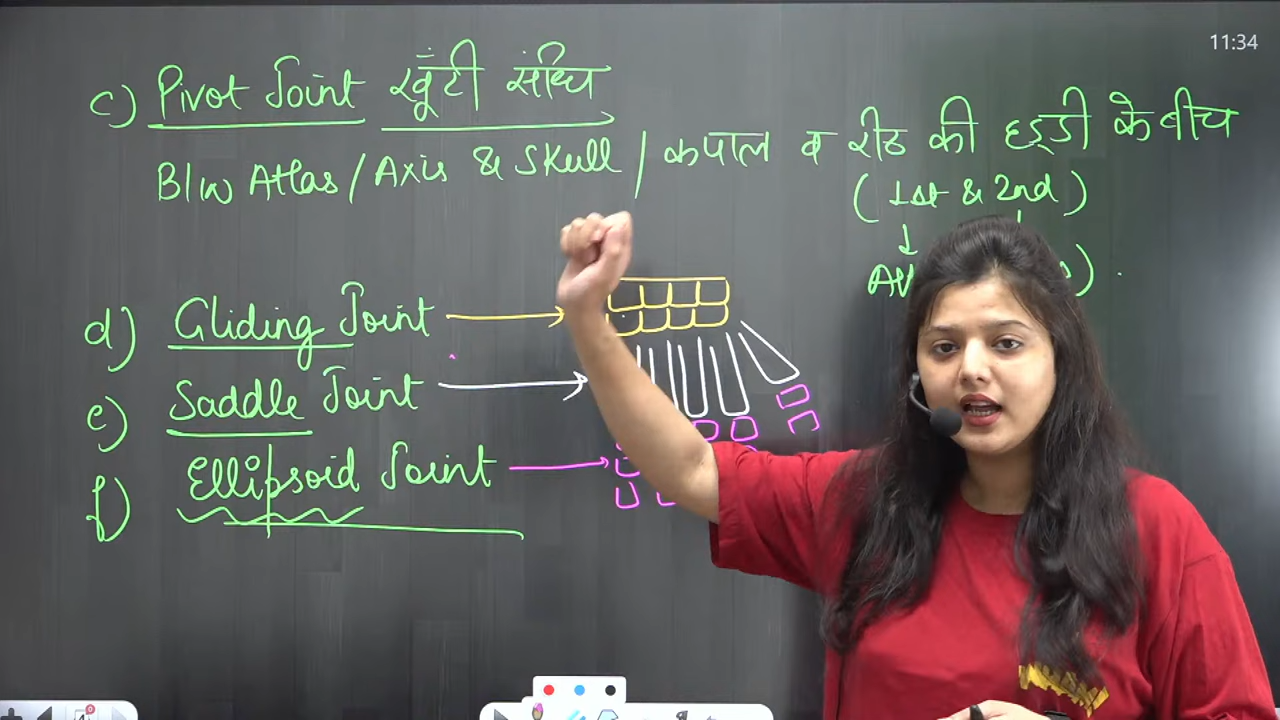 11:34
c) Pivot Joint खूँटी संधि
B/w Atlas/Axis & Skull / कपाल व रीढ की हड्डी के बीच
(1st & 2nd)
d) Gliding Joint
e) Saddle Joint
f) Ellipsoid Joint